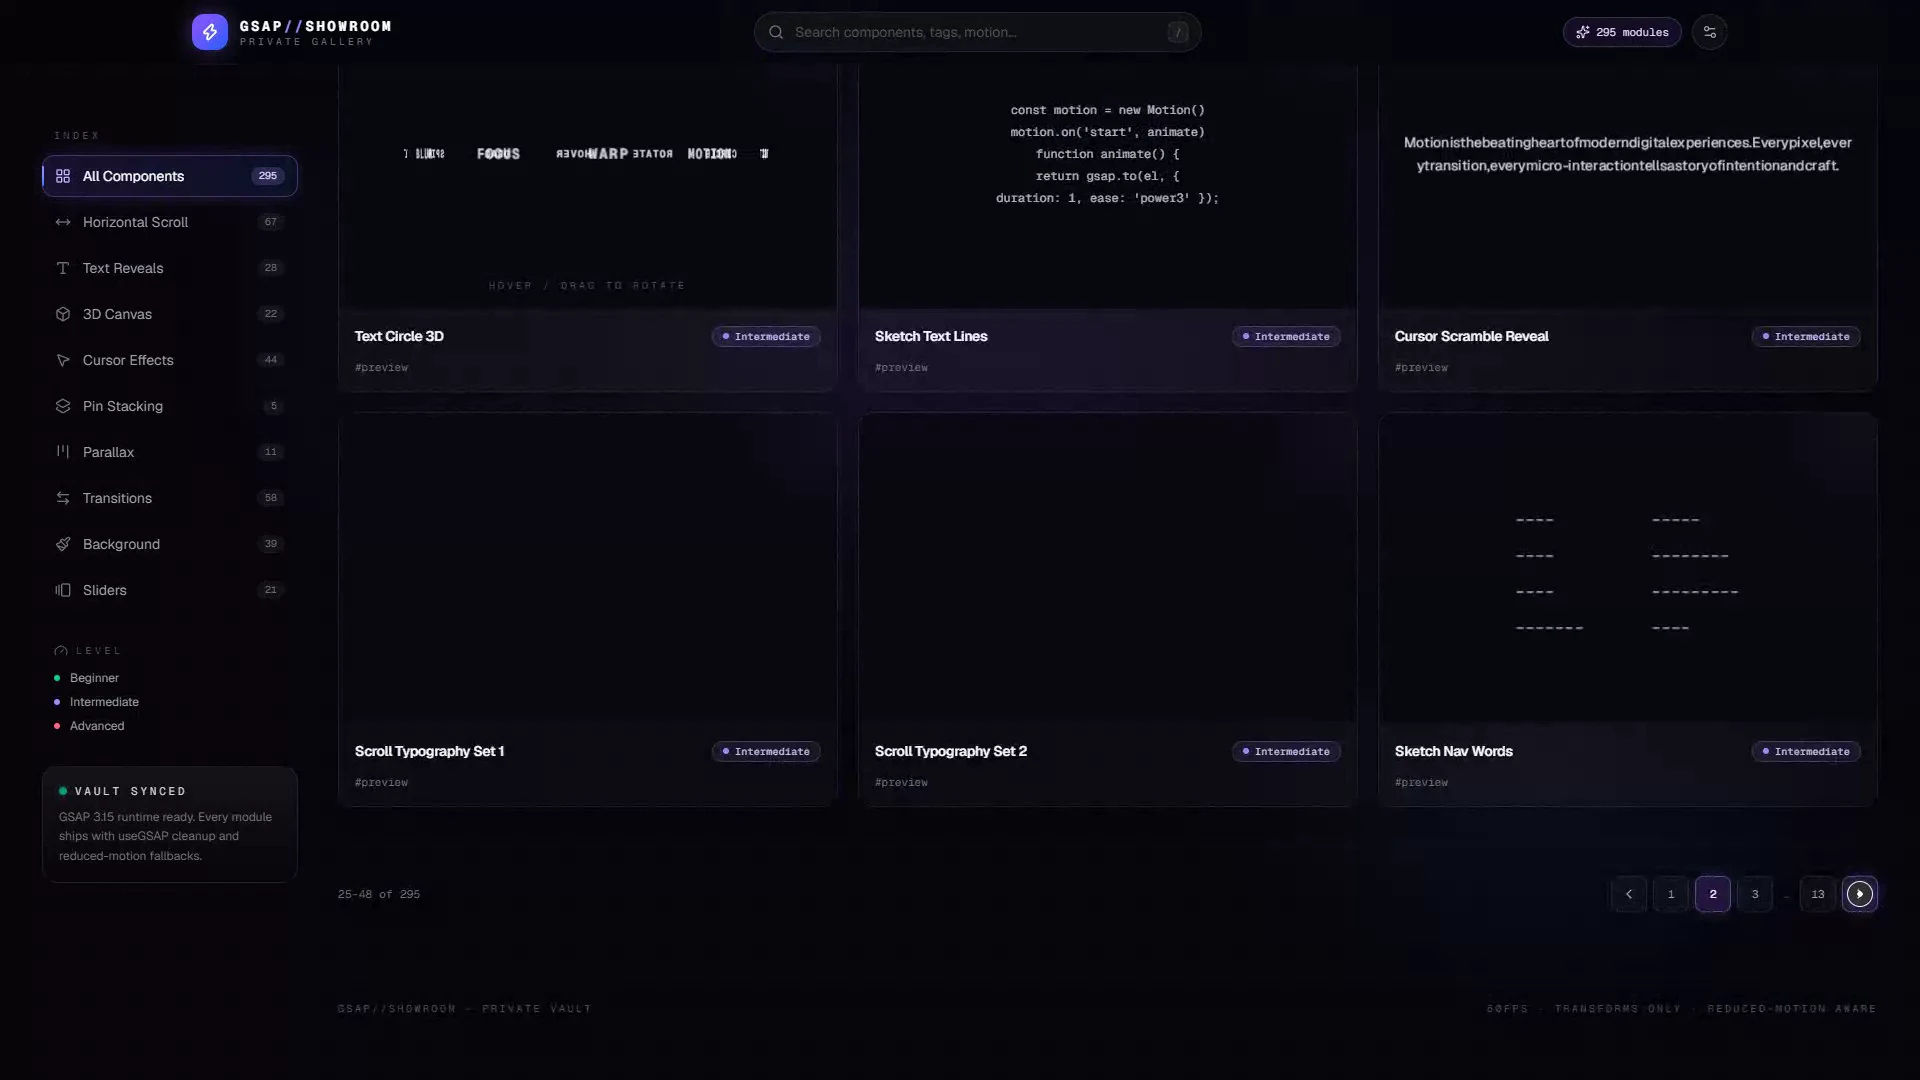 GSAP//SHOWROOM
PRIVATE GALLERY
Search components, tags, motion...
/
295 modules
INDEX
All Components 295
Horizontal Scroll 67
Text Reveals 28
3D Canvas 22
Cursor Effects 44
Pin Stacking 5
Parallax 11
Transitions 58
Background 39
Sliders 21
LEVEL
Beginner
Intermediate
Advanced
VAULT SYNCED
GSAP 3.15 runtime ready. Every module
ships with useGSAP cleanup and
reduced-motion fallbacks.
FOCUS HOVER WARP ROTATE MOTION
HOVER / DRAG TO ROTATE
Text Circle 3D
Intermediate
#preview
const motion = new Motion()
motion.on('start', animate)
function animate() {
return gsap.to(el, {
duration: 1, ease: 'power3' });
Sketch Text Lines
Intermediate
#preview
Motionisthebeatingheartofmoderndigitalexperiences.Everypixel,ever
ytransition,everymicro-interactiontellsastoryofintentionandcraft.
Cursor Scramble Reveal
Intermediate
#preview
Scroll Typography Set 1
Intermediate
#preview
Scroll Typography Set 2
Intermediate
#preview
---- -----
---- --------
---- ---------
------- ----
Sketch Nav Words
Intermediate
#preview
25-48 of 295
1 2 3 … 13
GSAP//SHOWROOM — PRIVATE VAULT
60FPS · TRANSFORMS ONLY · REDUCED-MOTION AWARE